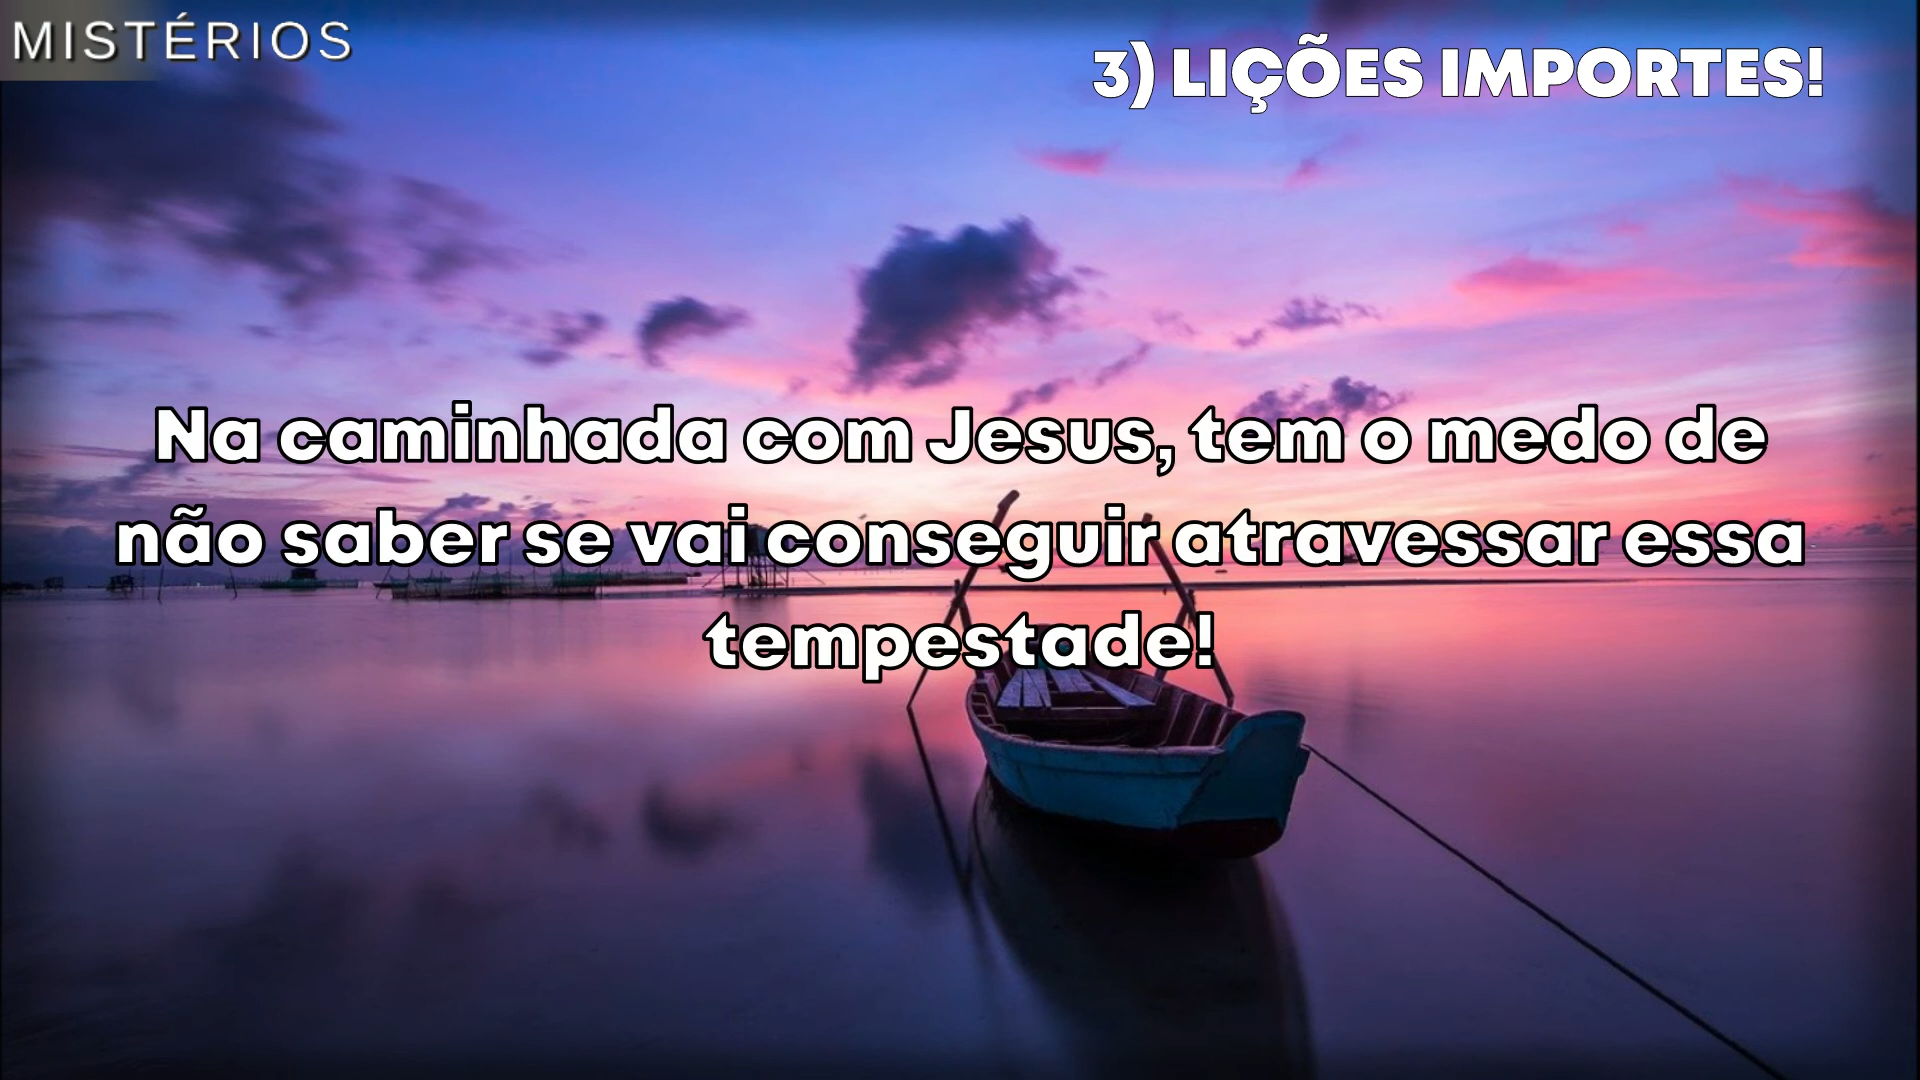 MISTÉRIOS
3) LIÇÕES IMPORTES!
Na caminhada com Jesus, tem o medo de
não saber se vai conseguir atravessar essa
tempestade!